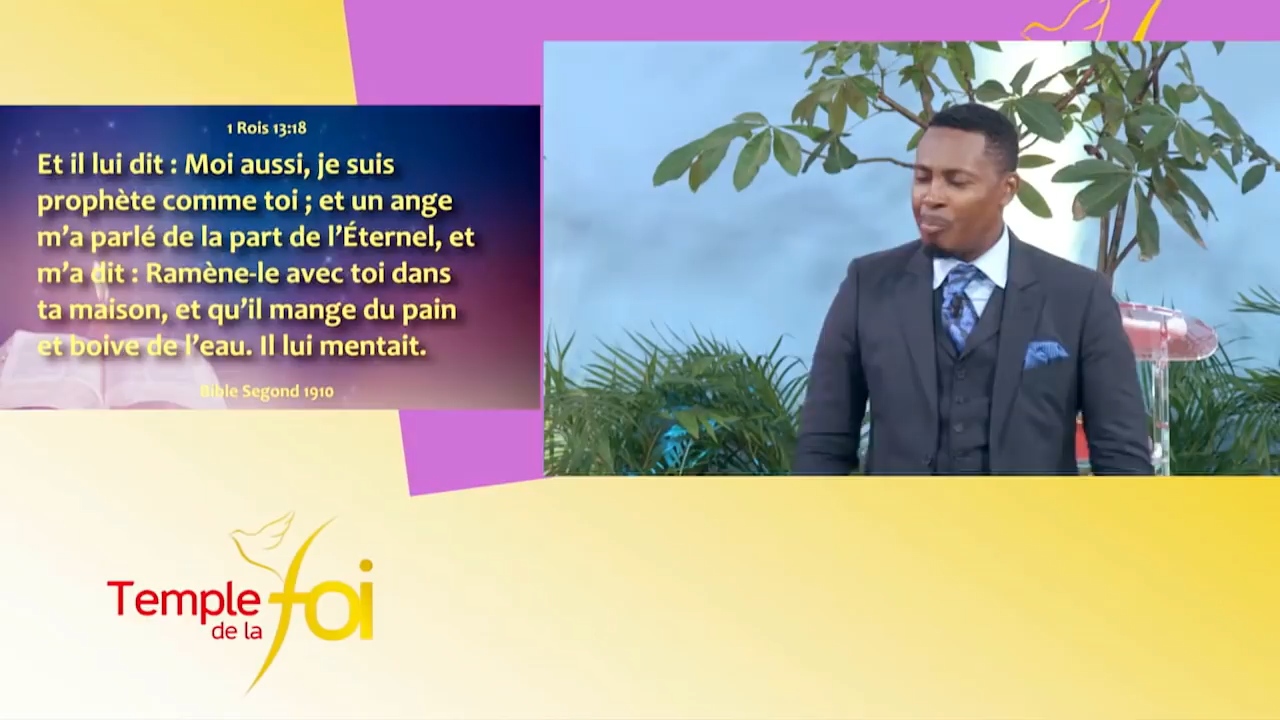 1 Rois 13:18
Et il lui dit : Moi aussi, je suis
prophète comme toi ; et un ange
m’a parlé de la part de l’Éternel, et
m’a dit : Ramène-le avec toi dans
ta maison, et qu’il mange du pain
et boive de l’eau. Il lui mentait.
Bible Segond 1910
Temple
de la
foi